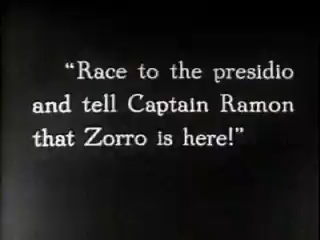 “Race to the presidio
and tell Captain Ramon
that Zorro is here!”